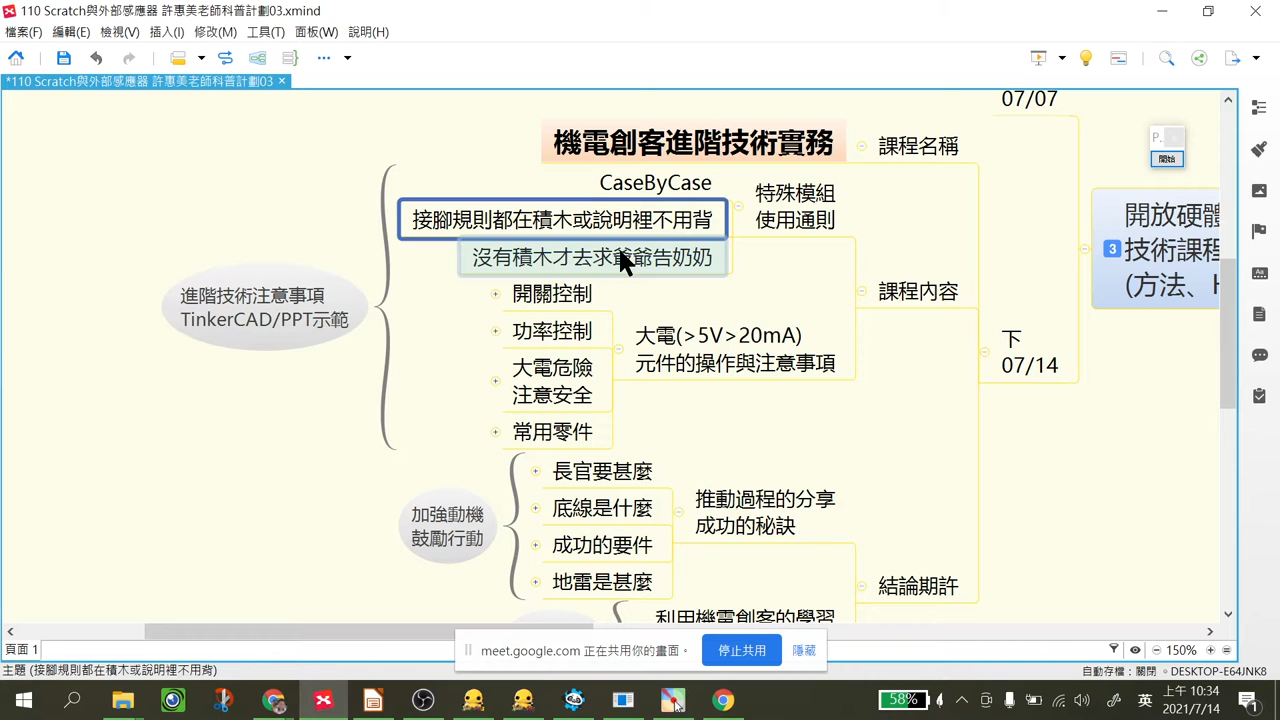 110 Scratch與外部感應器 許惠美老師科普計劃03.xmind
檔案(F) 編輯(E) 檢視(V) 插入(I) 修改(M) 工具(T) 面板(W) 說明(H)
*110 Scratch與外部感應器 許惠美老師科普計劃03
07/07
機電創客進階技術實務
課程名稱
P...
開始
CaseByCase
接腳規則都在積木或說明裡不用背
沒有積木才去求爺爺告奶奶
特殊模組
使用通則
3
開放硬體
技術課程
(方法、H
進階技術注意事項
TinkerCAD/PPT示範
開關控制
功率控制
大電危險
注意安全
常用零件
大電(>5V>20mA)
元件的操作與注意事項
課程內容
下
07/14
加強動機
鼓勵行動
長官要甚麼
底線是什麼
成功的要件
地雷是甚麼
推動過程的分享
成功的秘訣
結論期許
利用機電創客的學習
meet.google.com 正在共用你的畫面。
停止共用
隱藏
頁面 1
150%
主題 (接腳規則都在積木或說明裡不用背)
自動存檔：關閉
DESKTOP-E64JNK8
58%
英
上午 10:34
2021/7/14
1